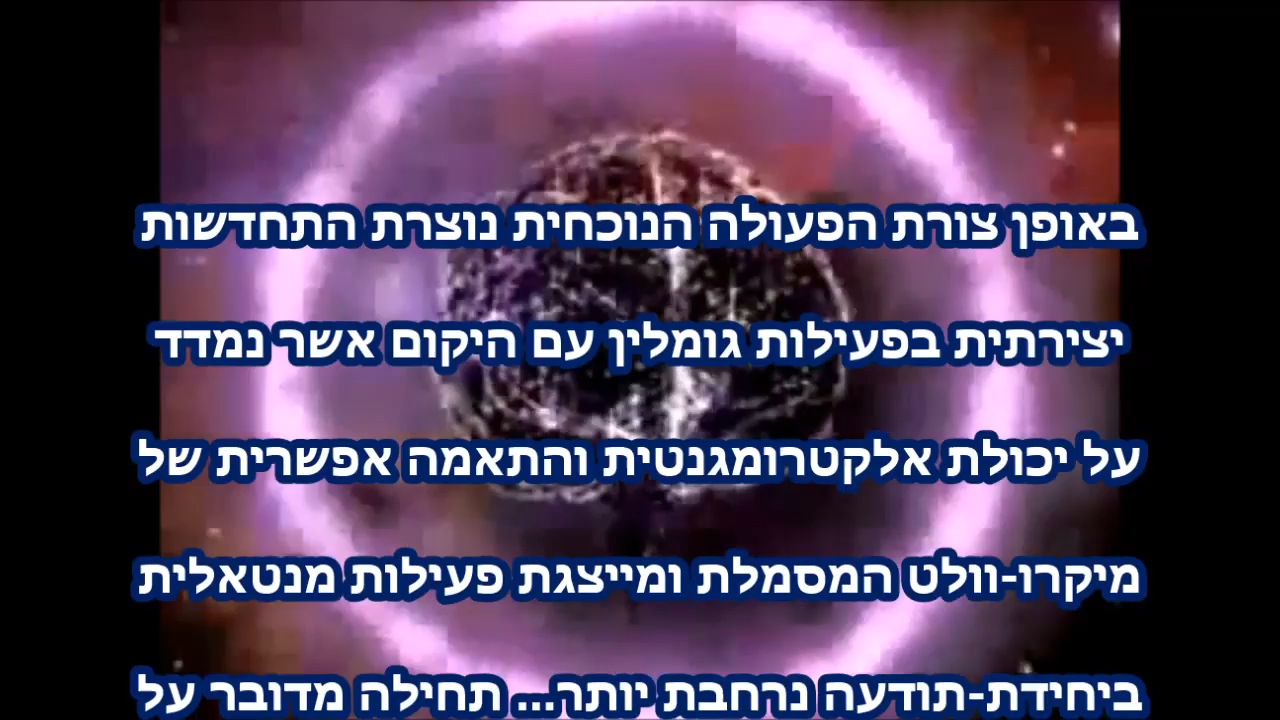 באופן צורת הפעולה הנוכחית נוצרת התחדשות
יצירתית בפעילות גומלין עם היקום אשר נמדד
על יכולת אלקטרומגנטית והתאמה אפשרית של
מיקרו-וולט המסמלת ומייצגת פעילות מנטאלית
ביחידת-תודעה נרחבת יותר... תחילה מדובר על